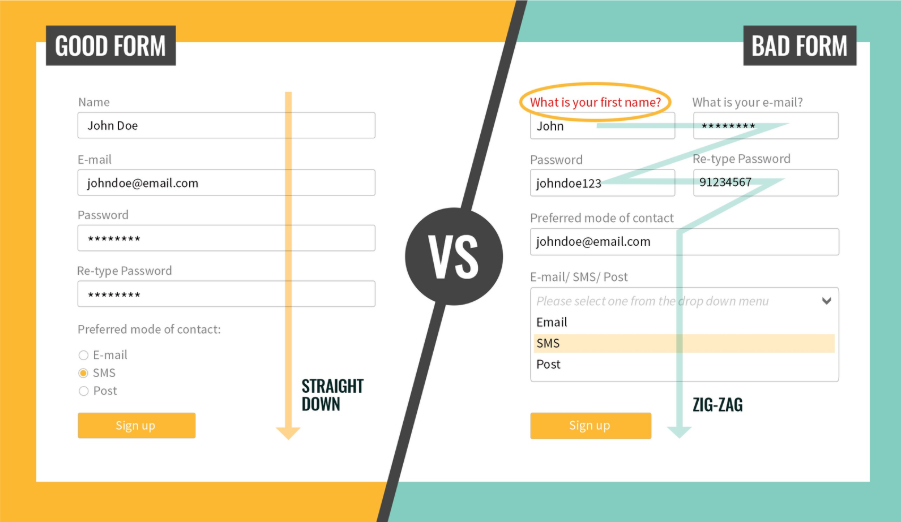 GOOD FORM
Name
John Doe
E-mail
johndoe@email.com
Password
********
Re-type Password
********
Preferred mode of contact:
E-mail
SMS
Post
Sign up
STRAIGHT
DOWN
VS
BAD FORM
What is your first name? What is your e-mail?
John ********
Password Re-type Password
johndoe123 91234567
Preferred mode of contact
johndoe@email.com
E-mail/ SMS/ Post
Please select one from the drop down menu
Email
SMS
Post
Sign up
ZIG-ZAG